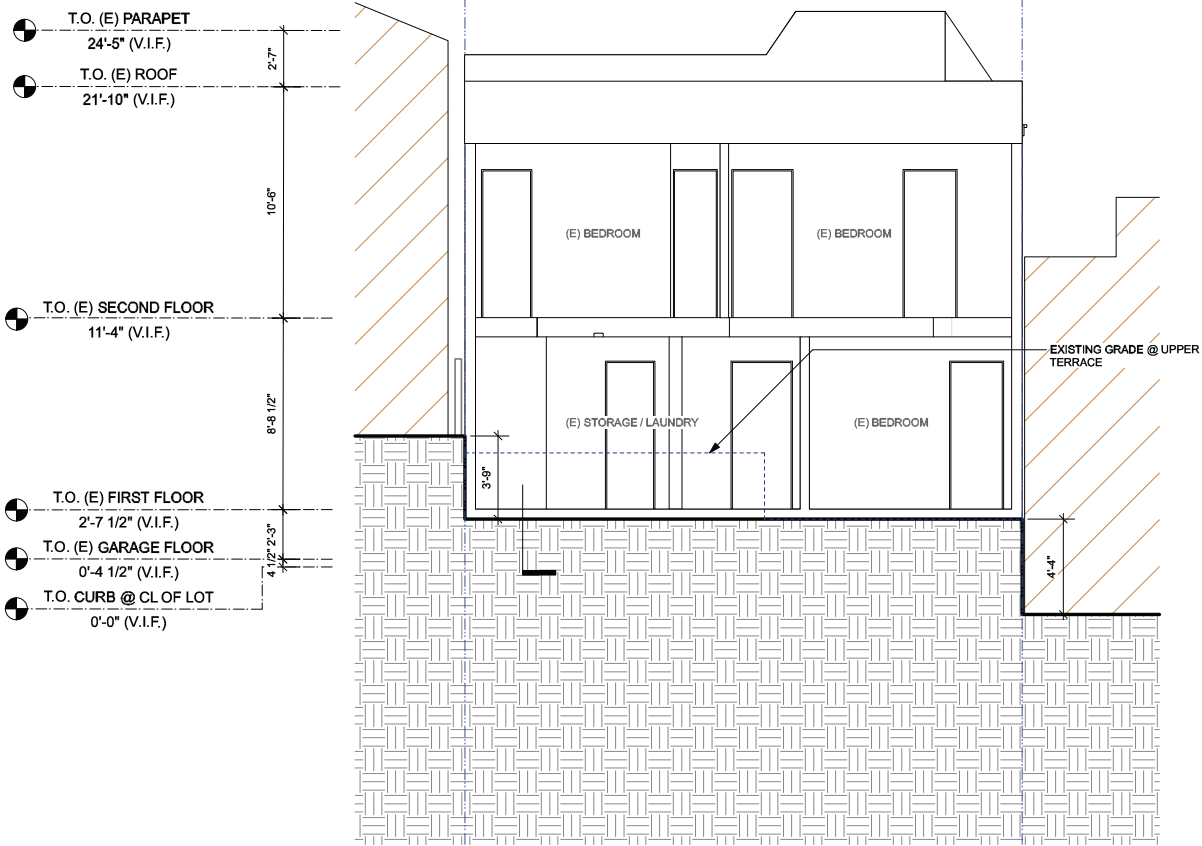 T.O. (E) PARAPET
24'-5" (V.I.F.)
2'-7"
T.O. (E) ROOF
21'-10" (V.I.F.)
10'-6"
(E) BEDROOM
(E) BEDROOM
T.O. (E) SECOND FLOOR
11'-4" (V.I.F.)
EXISTING GRADE @ UPPER
TERRACE
8'-8 1/2"
(E) STORAGE / LAUNDRY
(E) BEDROOM
3'-9"
T.O. (E) FIRST FLOOR
2'-7 1/2" (V.I.F.)
2'-3"
T.O. (E) GARAGE FLOOR
0'-4 1/2" (V.I.F.)
4 1/2"
4'-4"
T.O. CURB @ CL OF LOT
0'-0" (V.I.F.)